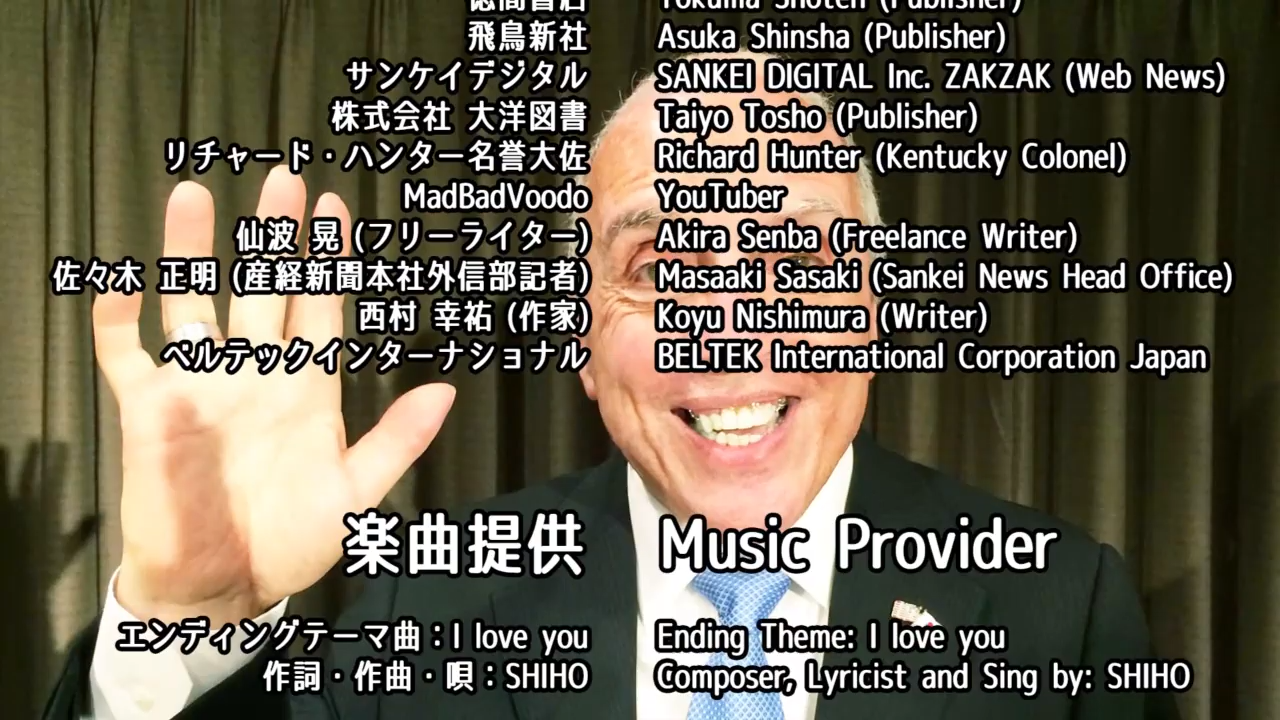 徳間書店 Tokuma Shoten (Publisher)
飛鳥新社 Asuka Shinsha (Publisher)
サンケイデジタル SANKEI DIGITAL Inc. ZAKZAK (Web News)
株式会社 大洋図書 Taiyo Tosho (Publisher)
リチャード・ハンター名誉大佐 Richard Hunter (Kentucky Colonel)
MadBadVoodo YouTuber
仙波 晃 (フリーライター) Akira Senba (Freelance Writer)
佐々木 正明 (産経新聞本社外信部記者) Masaaki Sasaki (Sankei News Head Office)
西村 幸祐 (作家) Koyu Nishimura (Writer)
ベルテックインターナショナル BELTEK International Corporation Japan
楽曲提供 Music Provider
エンディングテーマ曲：I love you Ending Theme: I love you
作詞・作曲・唄：SHIHO Composer, Lyricist and Sing by: SHIHO